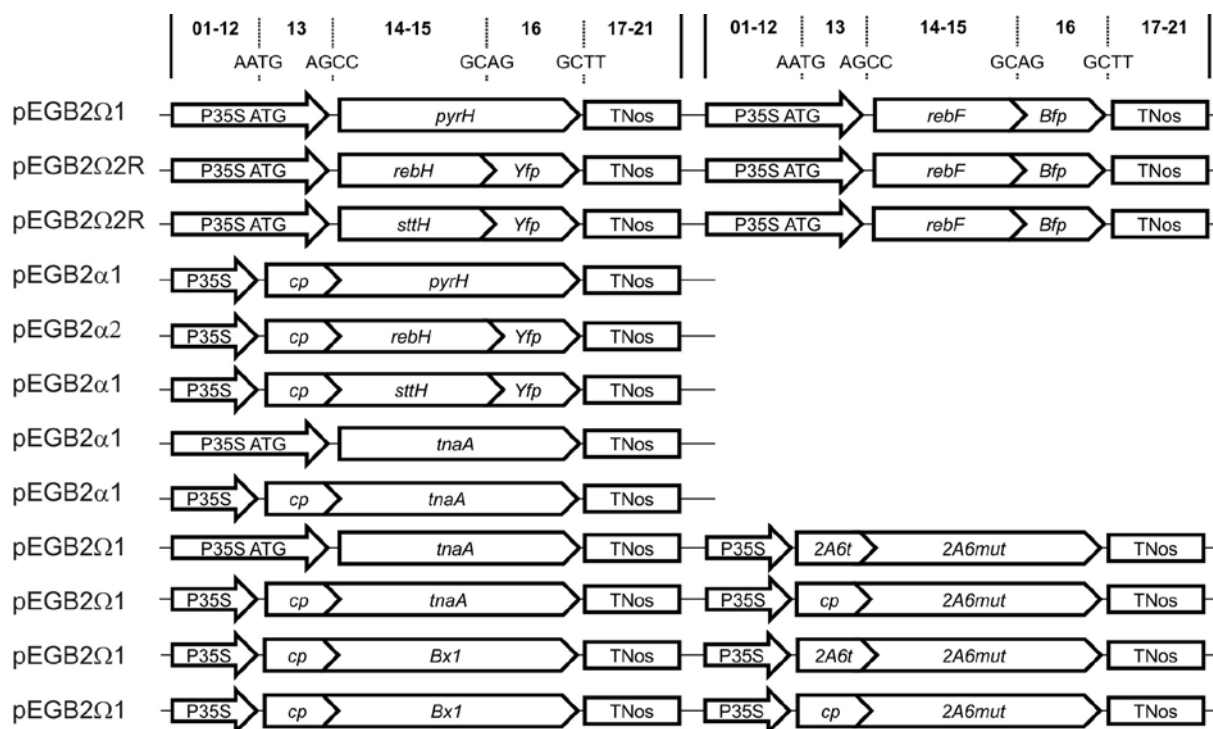 01-12 13 14-15 16 17-21 01-12 13 14-15 16 17-21
AATG AGCC GCAG GCTT AATG AGCC GCAG GCTT
pEGB2Ω1 P35S ATG pyrH TNos P35S ATG rebF Bfp TNos
pEGB2Ω2R P35S ATG rebH Yfp TNos P35S ATG rebF Bfp TNos
pEGB2Ω2R P35S ATG sttH Yfp TNos P35S ATG rebF Bfp TNos
pEGB2α1 P35S cp pyrH TNos
pEGB2α2 P35S cp rebH Yfp TNos
pEGB2α1 P35S cp sttH Yfp TNos
pEGB2α1 P35S ATG tnaA TNos
pEGB2α1 P35S cp tnaA TNos
pEGB2Ω1 P35S ATG tnaA TNos P35S 2A6t 2A6mut TNos
pEGB2Ω1 P35S cp tnaA TNos P35S cp 2A6mut TNos
pEGB2Ω1 P35S cp Bx1 TNos P35S 2A6t 2A6mut TNos
pEGB2Ω1 P35S cp Bx1 TNos P35S cp 2A6mut TNos